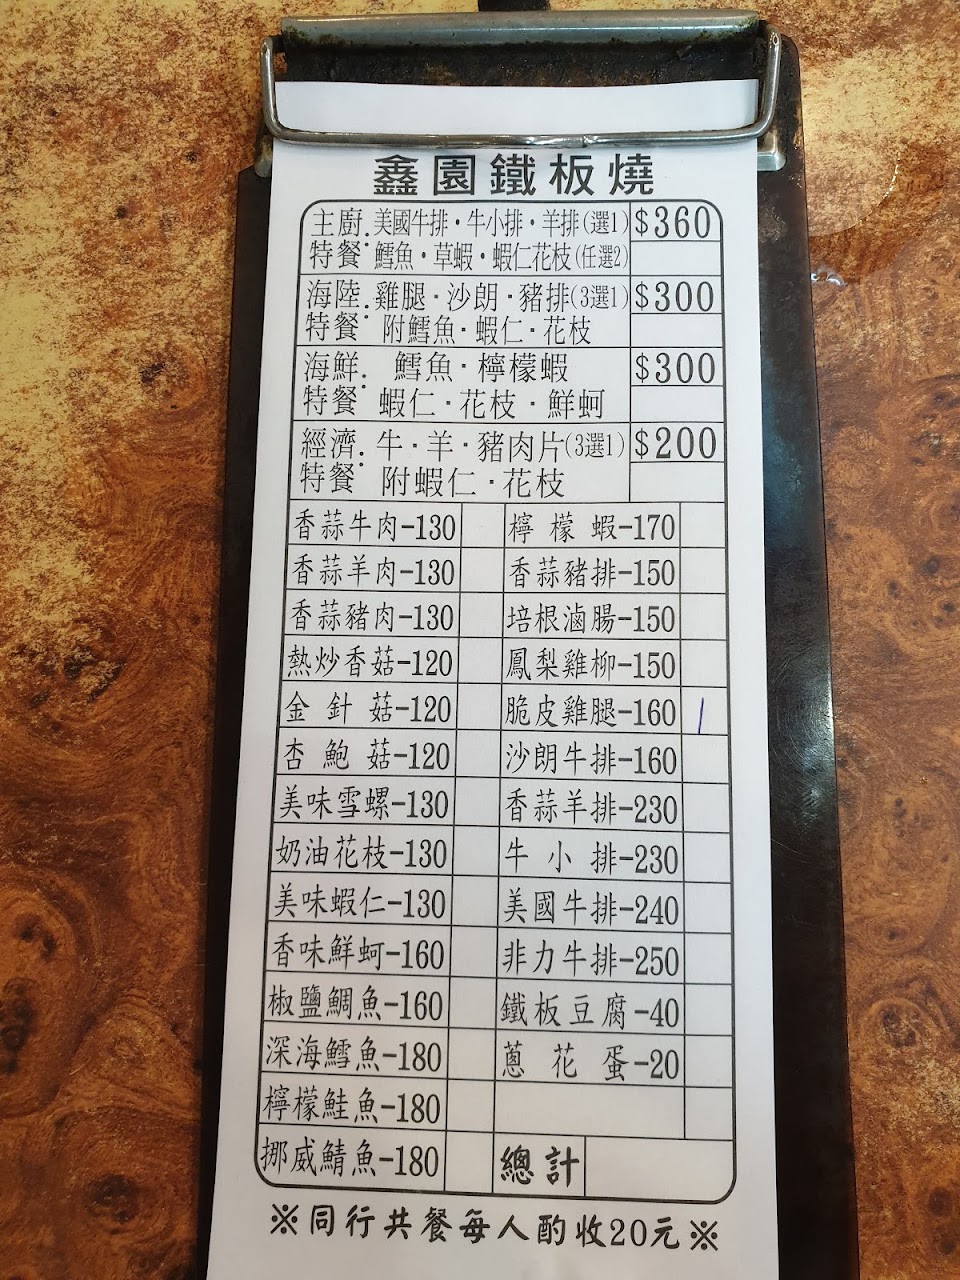 鑫園鐵板燒
主廚特餐: 美國牛排·牛小排·羊排(選1) $360
鱈魚·草蝦·蝦仁花枝(任選2)
海陸特餐: 雞腿·沙朗·豬排(3選1) $300
附鱈魚·蝦仁·花枝
海鮮特餐: 鱈魚·檸檬蝦 $300
蝦仁·花枝·鮮蚵
經濟特餐: 牛·羊·豬肉片(3選1) $200
附蝦仁·花枝
香蒜牛肉-130 檸檬蝦-170
香蒜羊肉-130 香蒜豬排-150
香蒜豬肉-130 培根滷腸-150
熱炒香菇-120 鳳梨雞柳-150
金針菇-120 脆皮雞腿-160 1
杏鮑菇-120 沙朗牛排-160
美味雪螺-130 香蒜羊排-230
奶油花枝-130 牛小排-230
美味蝦仁-130 美國牛排-240
香味鮮蚵-160 非力牛排-250
椒鹽鯛魚-160 鐵板豆腐-40
深海鱈魚-180 蔥花蛋-20
檸檬鮭魚-180
挪威鯖魚-180 總計
※同行共餐每人酌收20元※